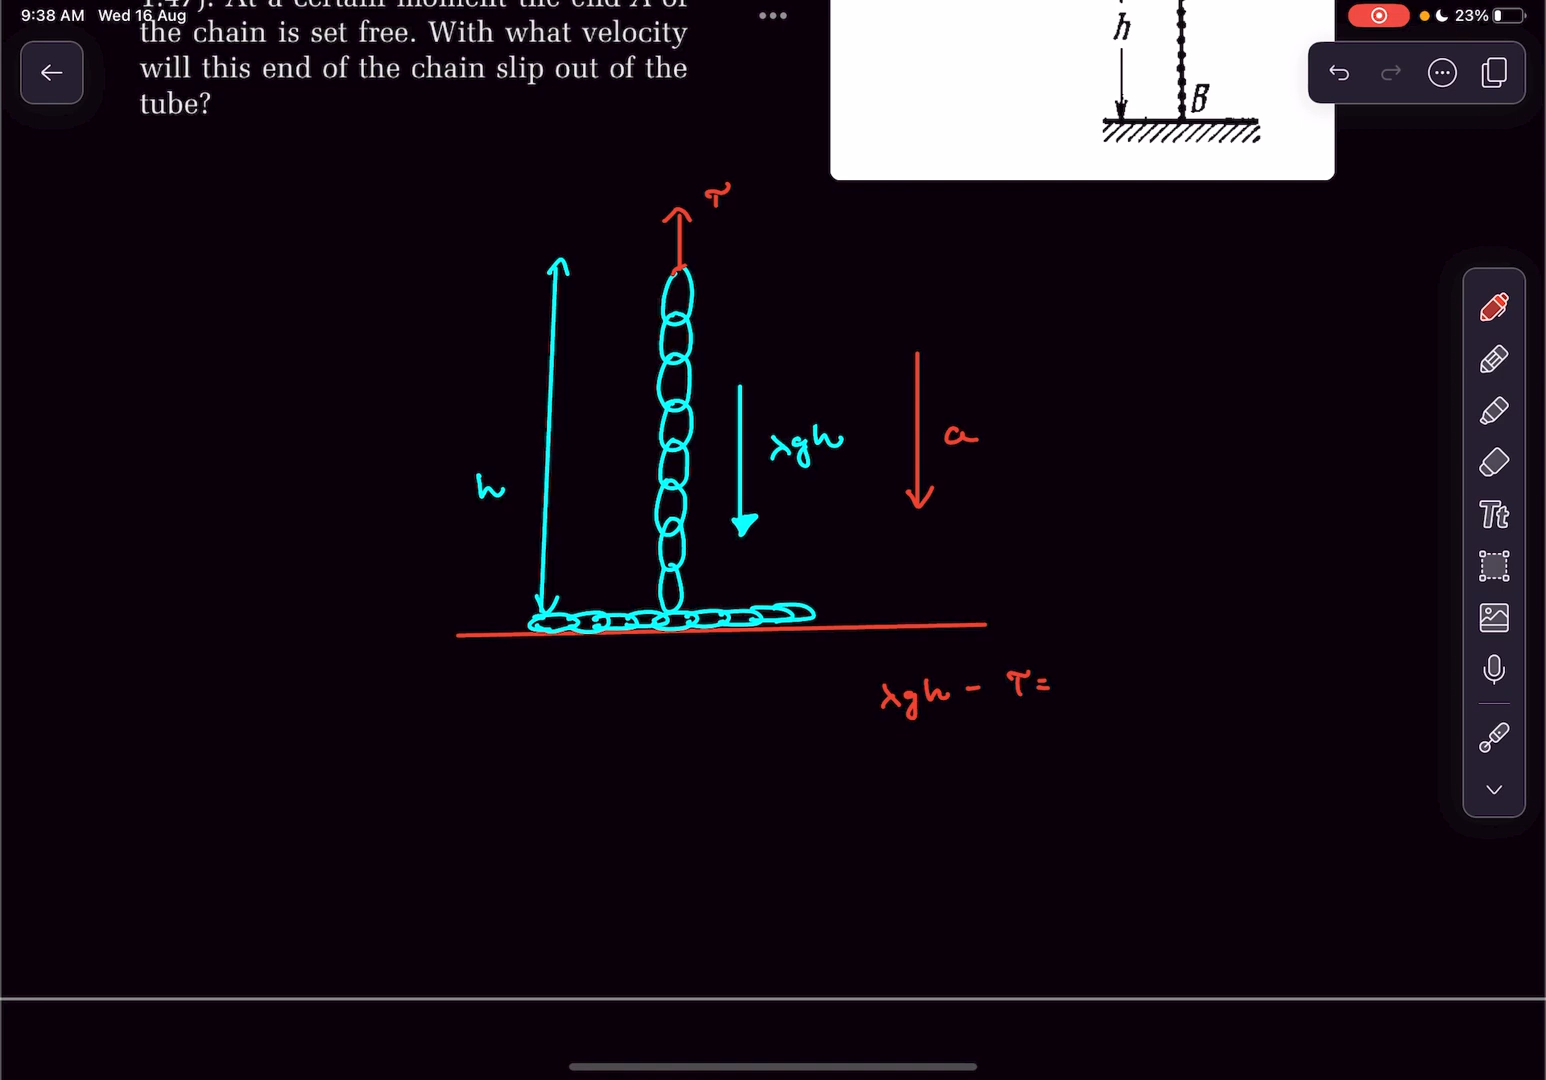 9:38 AM Wed 16 Aug
23%
the chain is set free. With what velocity
will this end of the chain slip out of the
tube?
h
B
T
h
λgh
a
λgh - T =
Tt